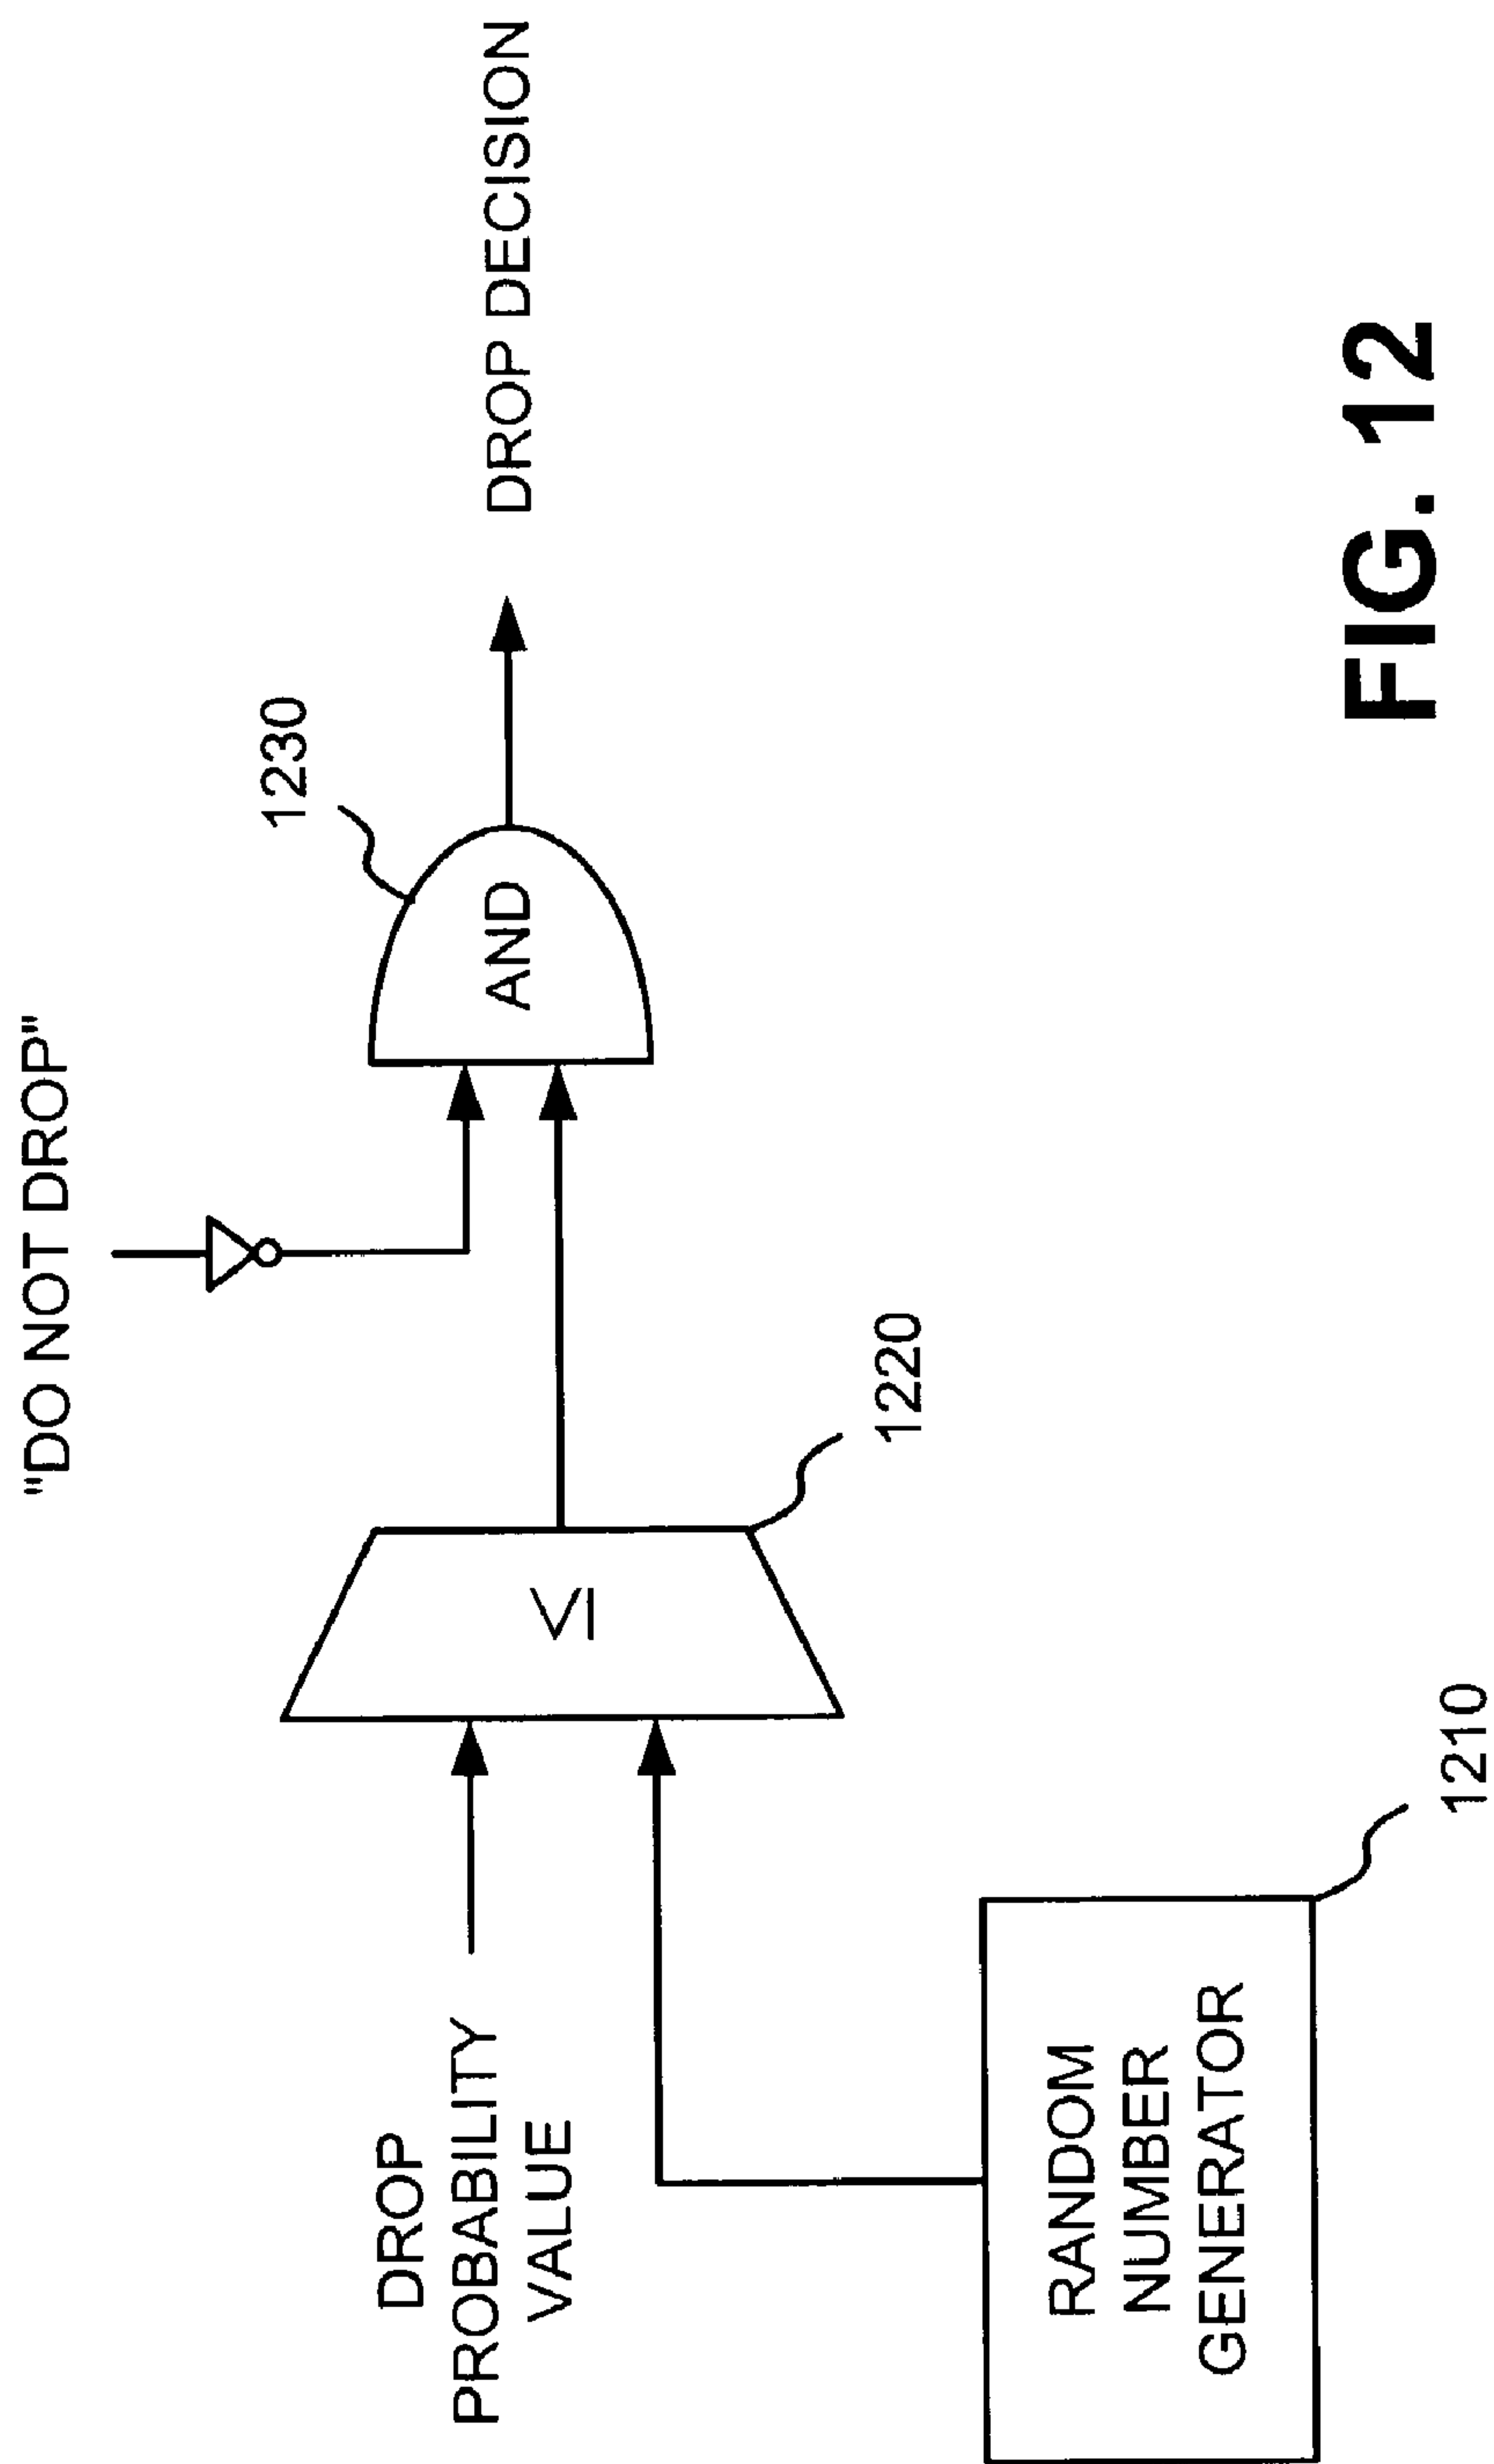 "DO NOT DROP"
1230
DROP
PROBABILITY
VALUE
≤
AND
DROP DECISION
1220
RANDOM
NUMBER
GENERATOR
1210
FIG. 12